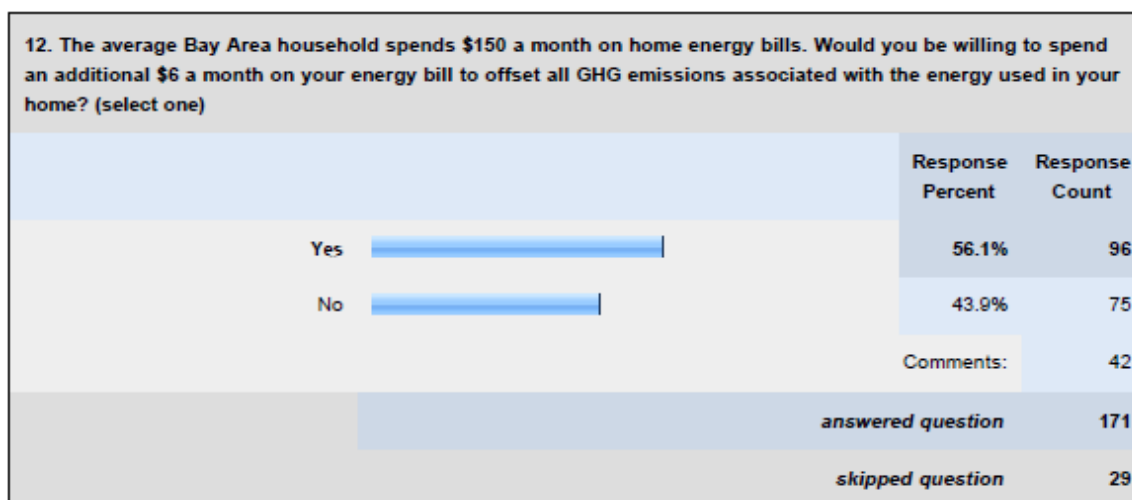 12. The average Bay Area household spends $150 a month on home energy bills. Would you be willing to spend
an additional $6 a month on your energy bill to offset all GHG emissions associated with the energy used in your
home? (select one)
Response Percent
Response Count
Yes 56.1% 96
No 43.9% 75
Comments: 42
answered question 171
skipped question 29